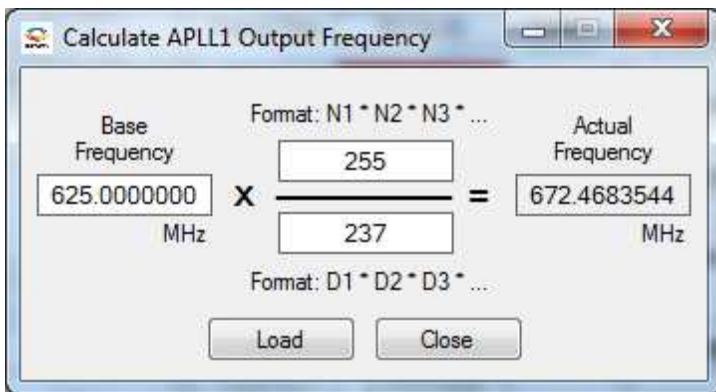 Calculate APLL1 Output Frequency
Format: N1 * N2 * N3 * ...
Base Frequency
Actual Frequency
255
625.0000000 X = 672.4683544
237
MHz
MHz
Format: D1 * D2 * D3 * ...
Load Close